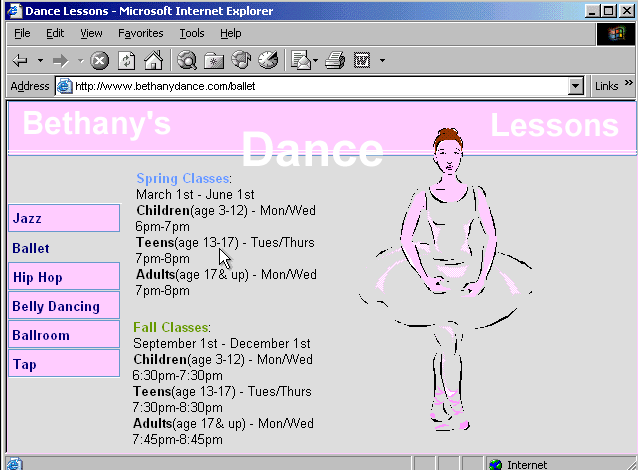 Dance Lessons - Microsoft Internet Explorer
File Edit View Favorites Tools Help
Address http://www.bethanydance.com/ballet Links »
Bethany's Dance Lessons
Jazz
Ballet
Hip Hop
Belly Dancing
Ballroom
Tap
Spring Classes:
March 1st - June 1st
Children(age 3-12) - Mon/Wed
6pm-7pm
Teens(age 13-17) - Tues/Thurs
7pm-8pm
Adults(age 17& up) - Mon/Wed
7pm-8pm
Fall Classes:
September 1st - December 1st
Children(age 3-12) - Mon/Wed
6:30pm-7:30pm
Teens(age 13-17) - Tues/Thurs
7:30pm-8:30pm
Adults(age 17& up) - Mon/Wed
7:45pm-8:45pm
Internet